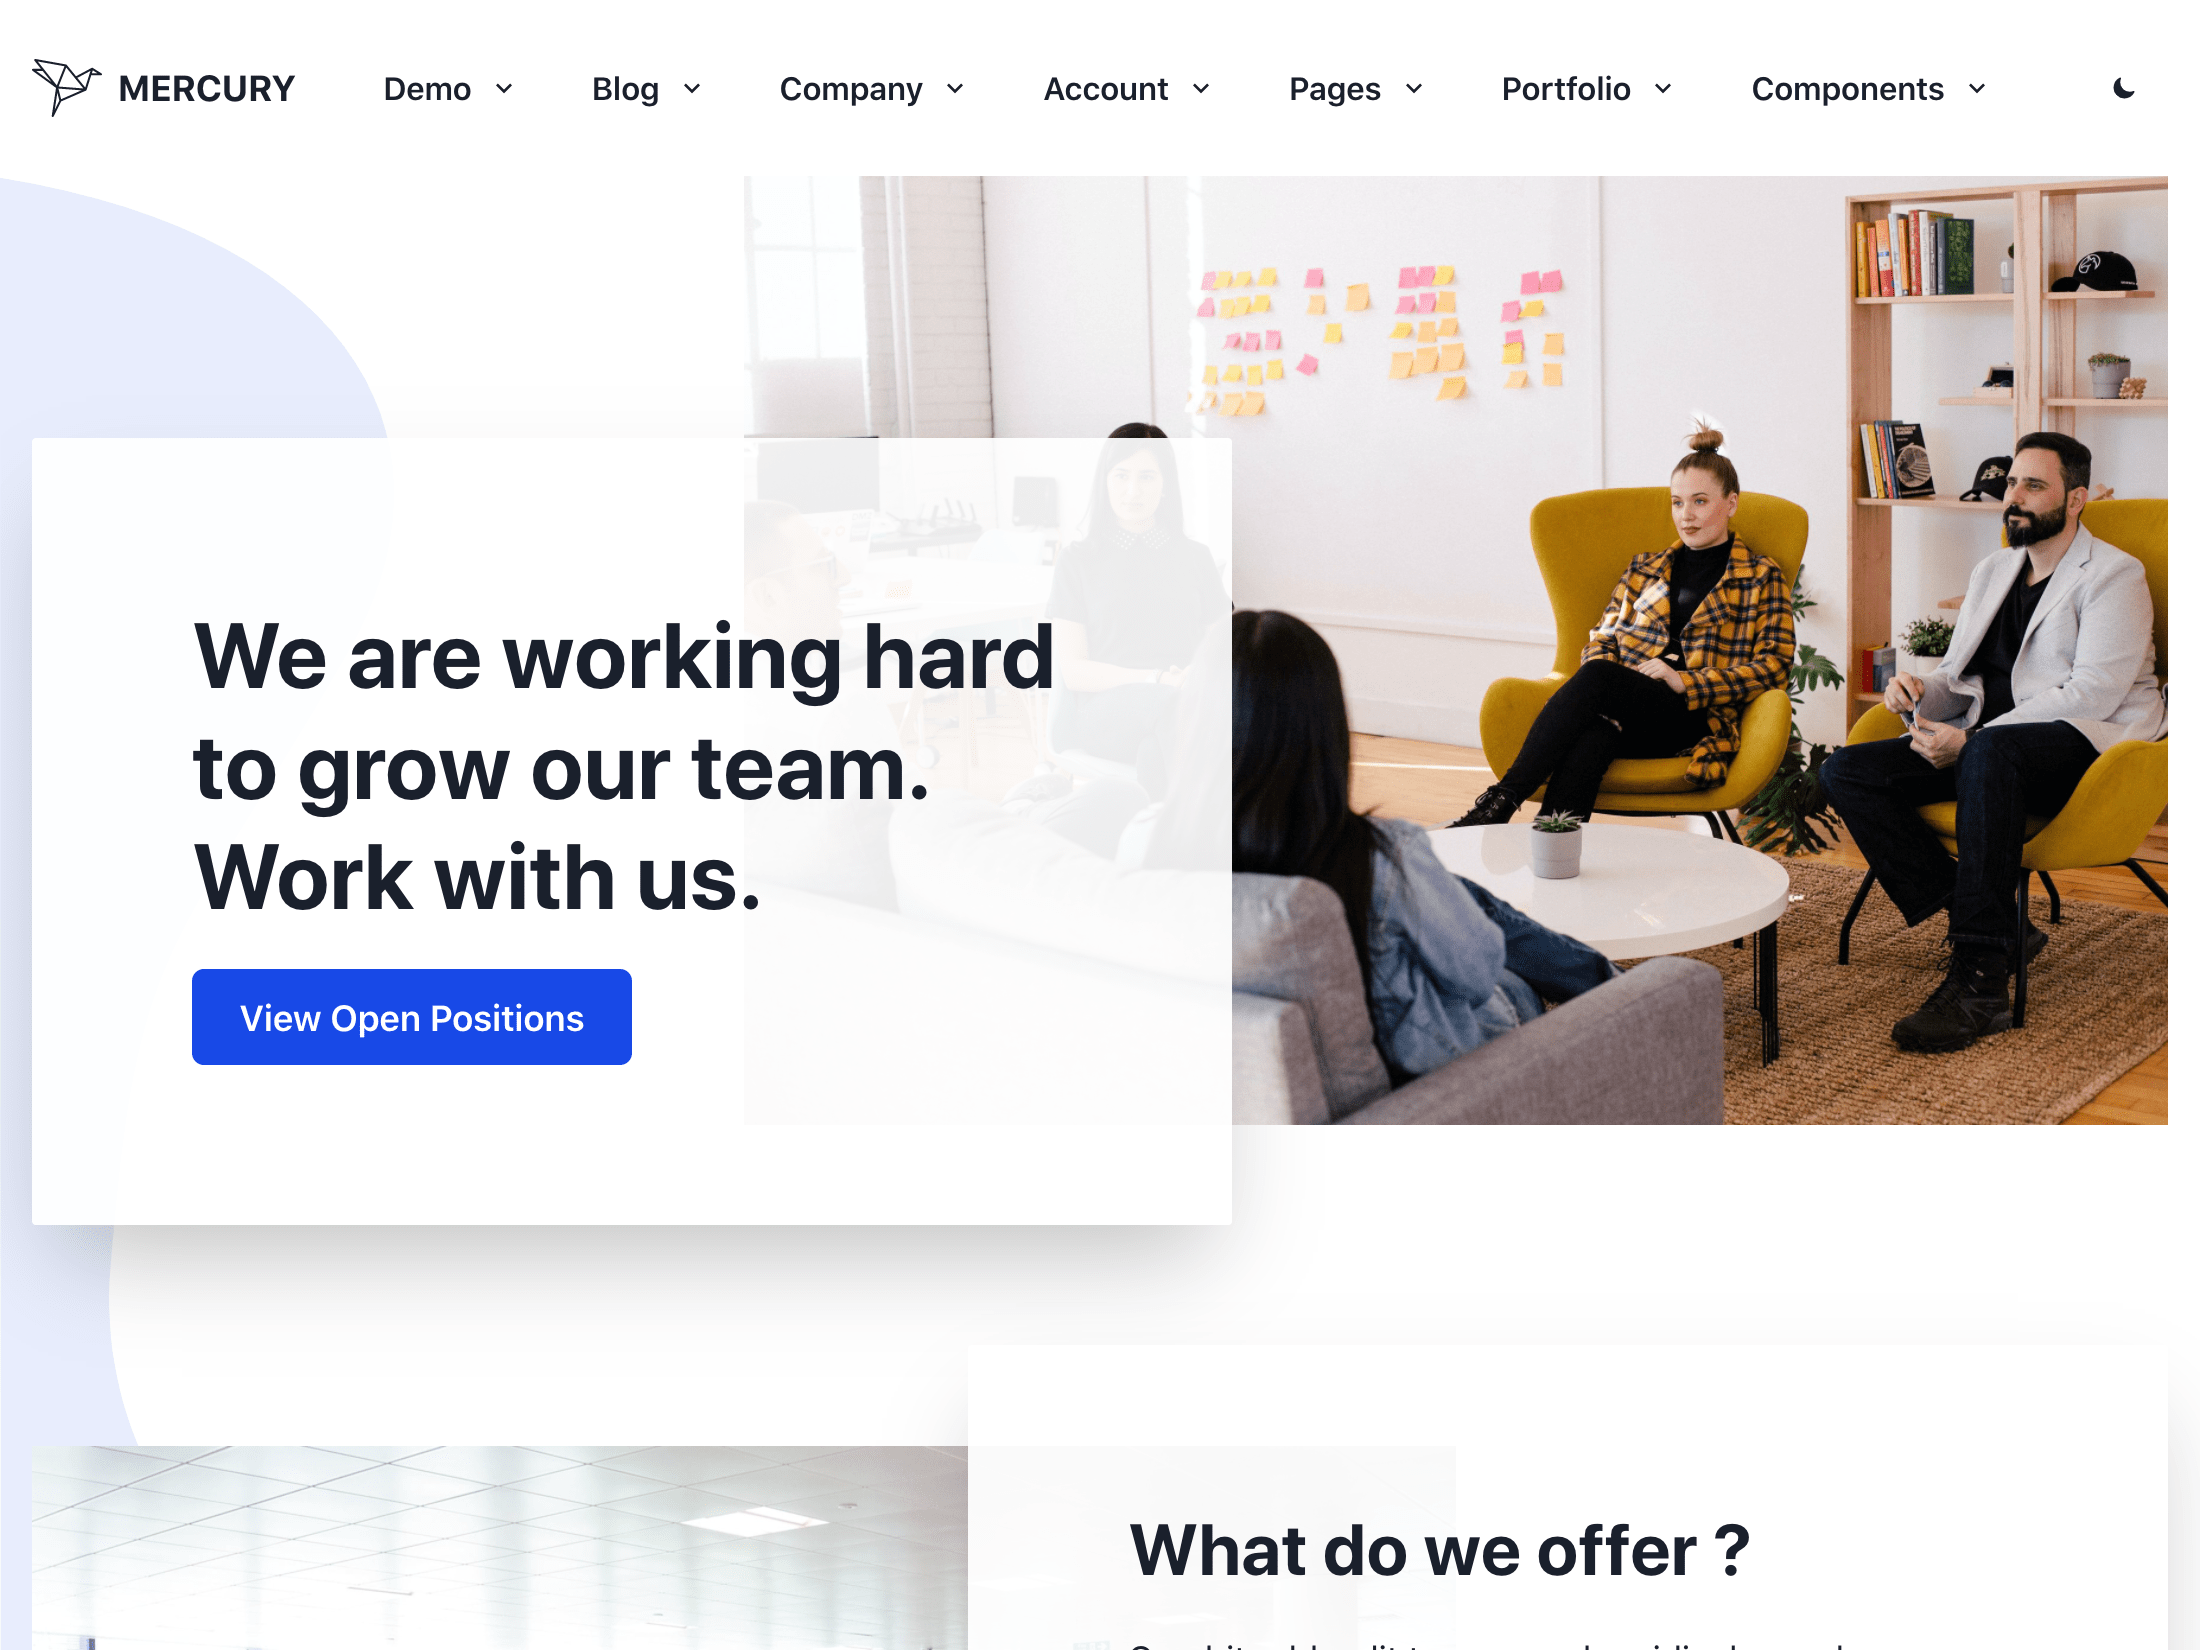 MERCURY
Demo
Blog
Company
Account
Pages
Portfolio
Components
We are working hard
to grow our team.
Work with us.
View Open Positions
What do we offer ?